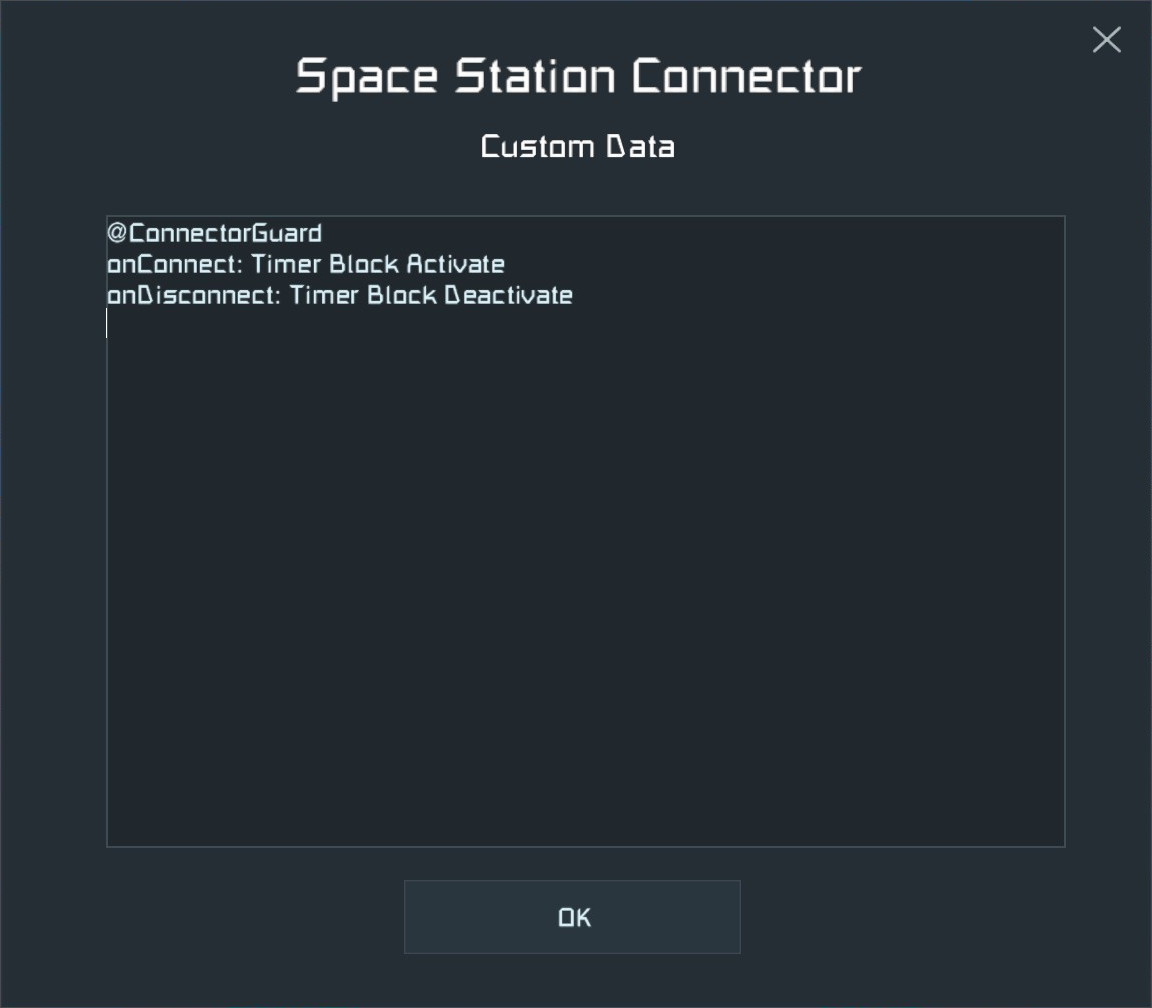 Space Station Connector
Custom Data
@ConnectorGuard
onConnect: Timer Block Activate
onDisconnect: Timer Block Deactivate
OK